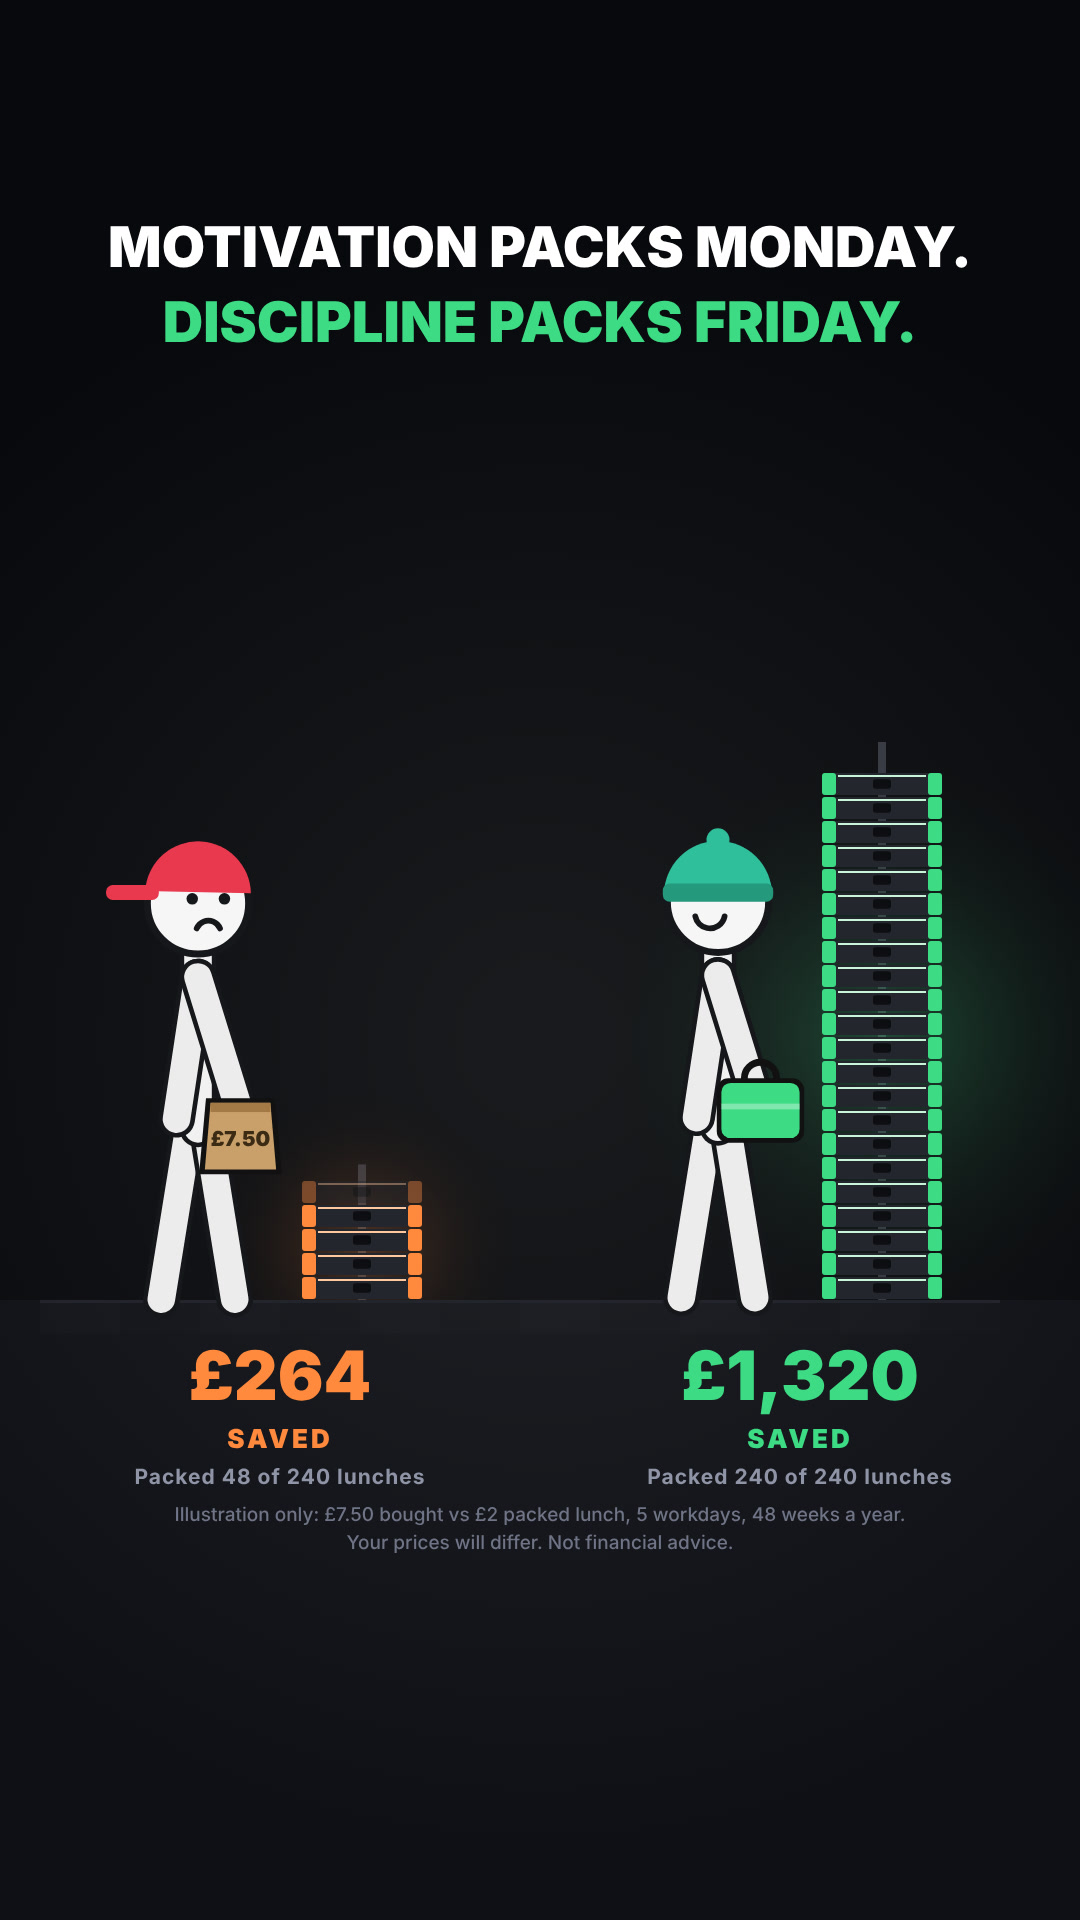 MOTIVATION PACKS MONDAY.
DISCIPLINE PACKS FRIDAY.
£7.50
£264
SAVED
Packed 48 of 240 lunches
£1,320
SAVED
Packed 240 of 240 lunches
Illustration only: £7.50 bought vs £2 packed lunch, 5 workdays, 48 weeks a year.
Your prices will differ. Not financial advice.